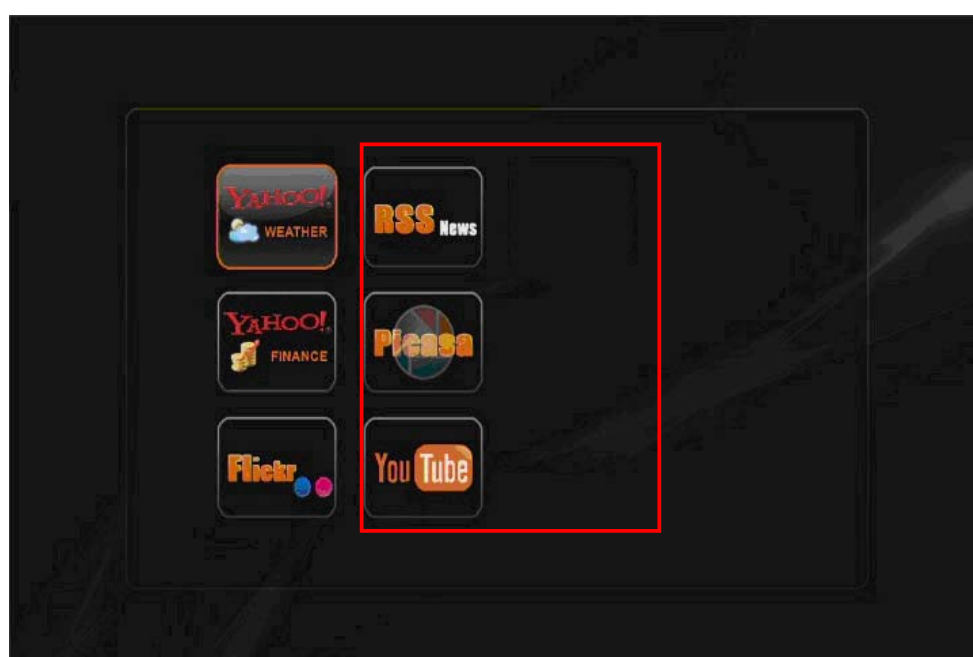 YAHOO!
WEATHER
RSS News
YAHOO!
FINANCE
Picasa
Flickr
You Tube